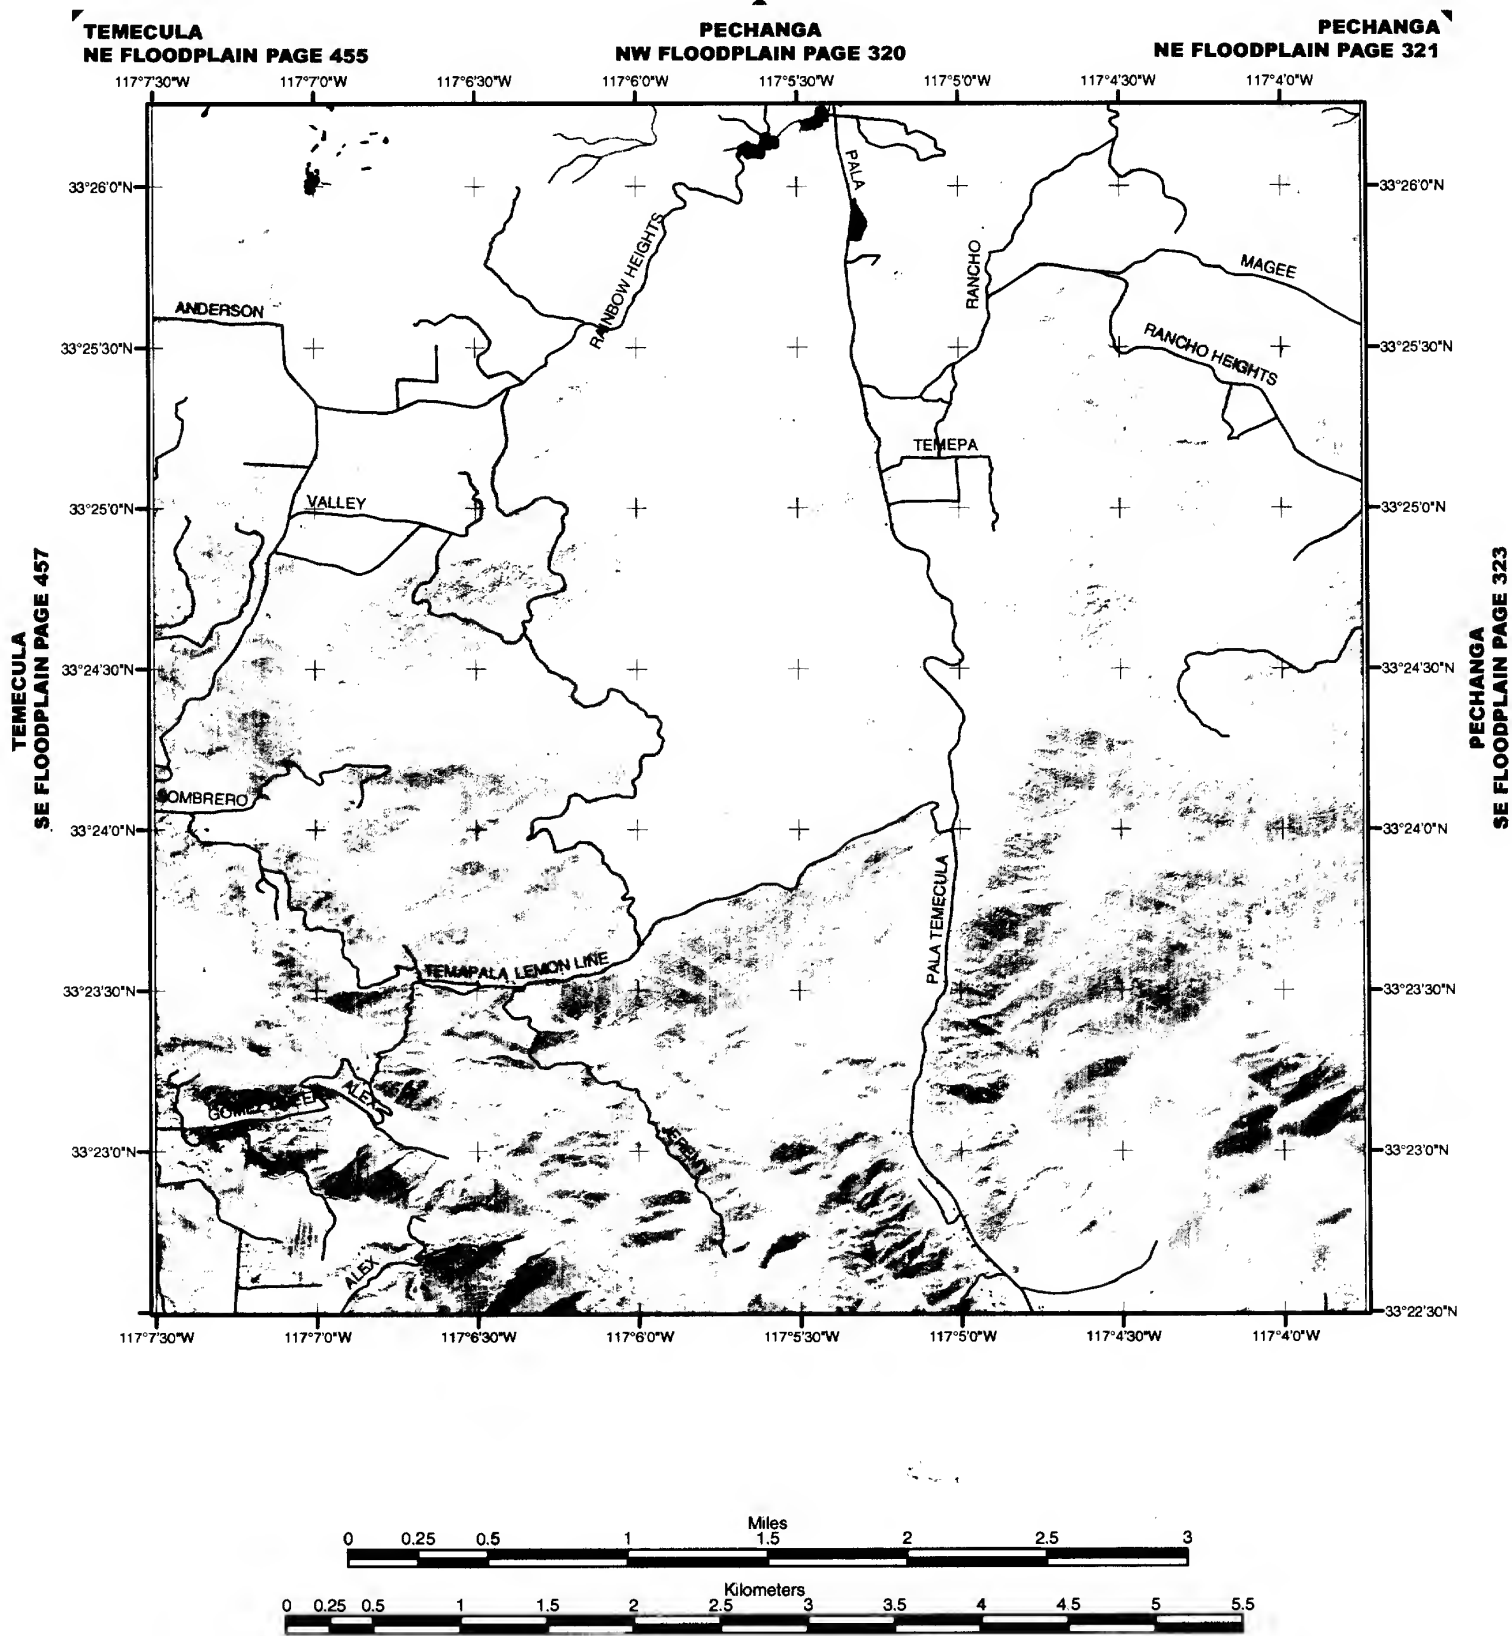 TEMECULA
NE FLOODPLAIN PAGE 455
PECHANGA
NW FLOODPLAIN PAGE 320
PECHANGA
NE FLOODPLAIN PAGE 321
117°7'30"W 117°7'0"W 117°6'30"W 117°6'0"W 117°5'30"W 117°5'0"W 117°4'30"W 117°4'0"W
PALA
33°26'0"N 33°26'0"N
RAINBOW HEIGHTS
RANCHO
MAGEE
ANDERSON
RANCHO HEIGHTS
33°25'30"N 33°25'30"N
TEMEPA
VALLEY
33°25'0"N 33°25'0"N
TEMECULA
SE FLOODPLAIN PAGE 457
PECHANGA
SE FLOODPLAIN PAGE 323
33°24'30"N 33°24'30"N
SOMBRERO
33°24'0"N 33°24'0"N
PALA TEMECULA
TEMAPALA LEMON LINE
33°23'30"N 33°23'30"N
ALEX
GOMEZ CREEK
33°23'0"N 33°23'0"N
ALEX
33°22'30"N
117°7'30"W 117°7'0"W 117°6'30"W 117°6'0"W 117°5'30"W 117°5'0"W 117°4'30"W 117°4'0"W
Miles
0 0.25 0.5 1 1.5 2 2.5 3
Kilometers
0 0.25 0.5 1 1.5 2 2.5 3 3.5 4 4.5 5 5.5